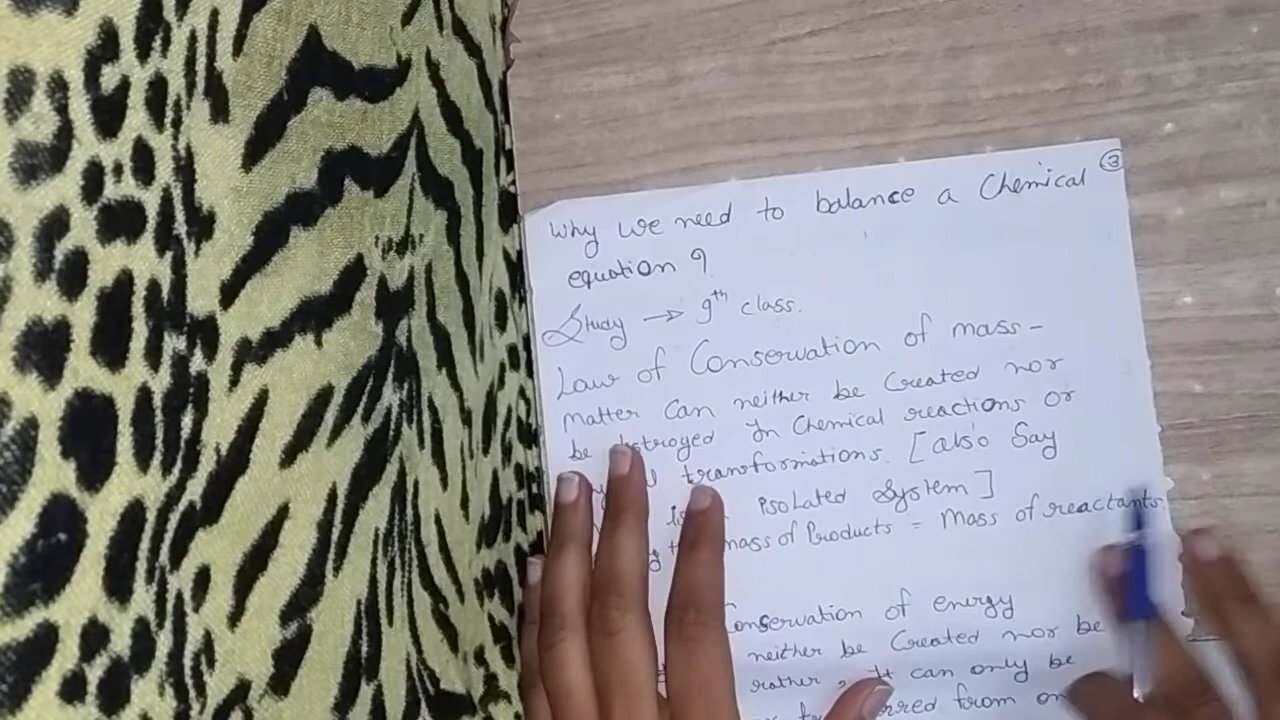 ③
Why we need to balance a Chemical
equation ?
Study → 9th class.
Law of Conservation of mass -
matter Can neither be Created nor
be destroyed In Chemical reactions or
transformations. [also Say
isolated System]
mass of Products = Mass of reactants.
Conservation of energy
neither be Created nor be
rather, It can only be
from